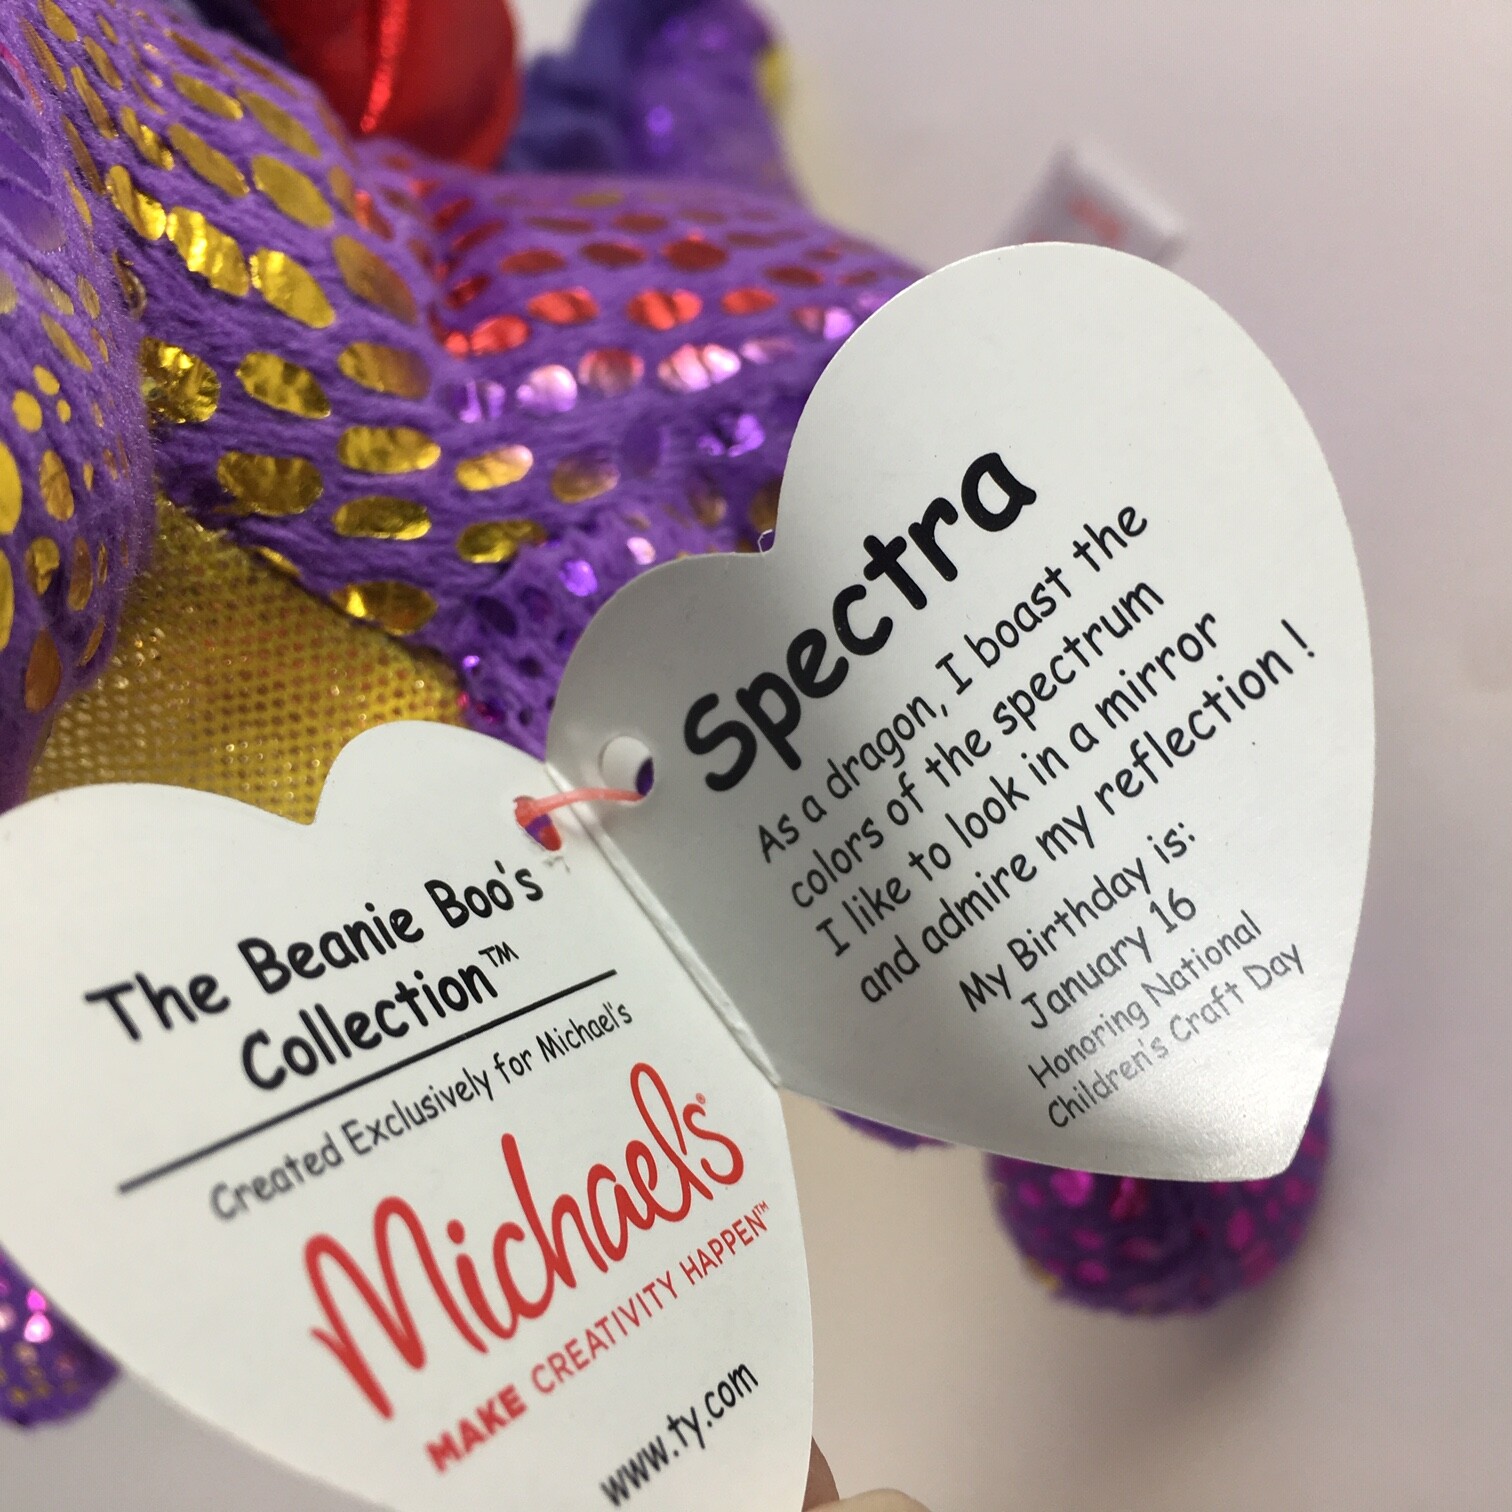 The Beanie Boo's
Collection™
Created Exclusively for Michael's
Michaels®
MAKE CREATIVITY HAPPEN™
www.ty.com
Spectra
As a dragon, I boast the
colors of the spectrum
I like to look in a mirror
and admire my reflection !
My Birthday is:
January 16
Honoring National
Children's Craft Day